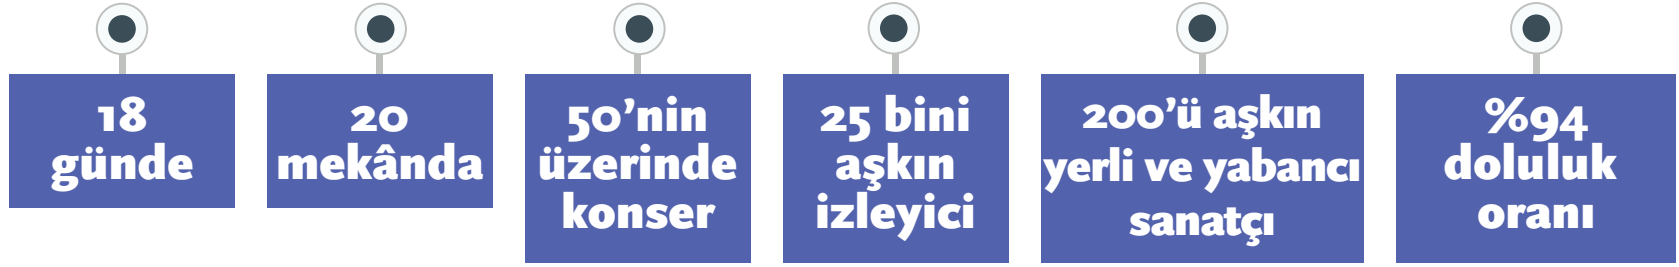 18
günde
20
mekânda
50’nin
üzerinde
konser
25 bini
aşkın
izleyici
200’ü aşkın
yerli ve yabancı
sanatçı
%94
doluluk
oranı